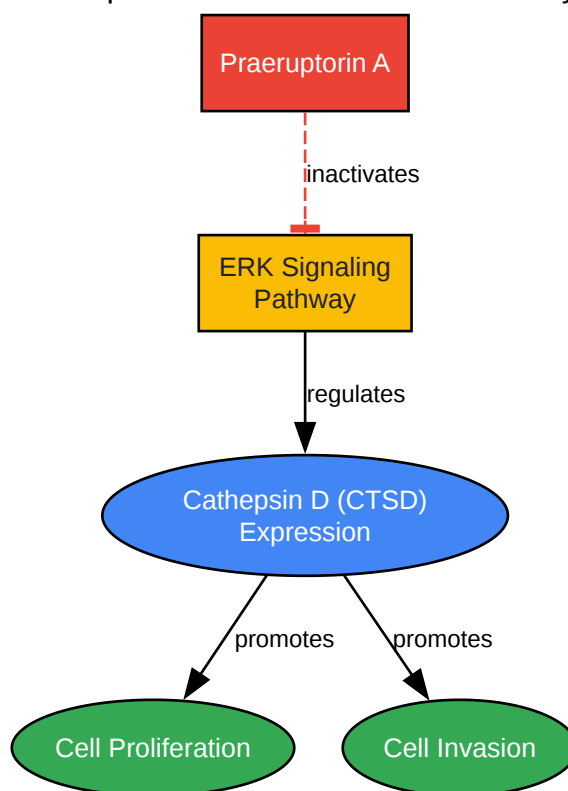 Praeruptorin A
inactivates
ERK Signaling
Pathway
regulates
Cathepsin D (CTSD)
Expression
promotes
promotes
Cell Proliferation
Cell Invasion